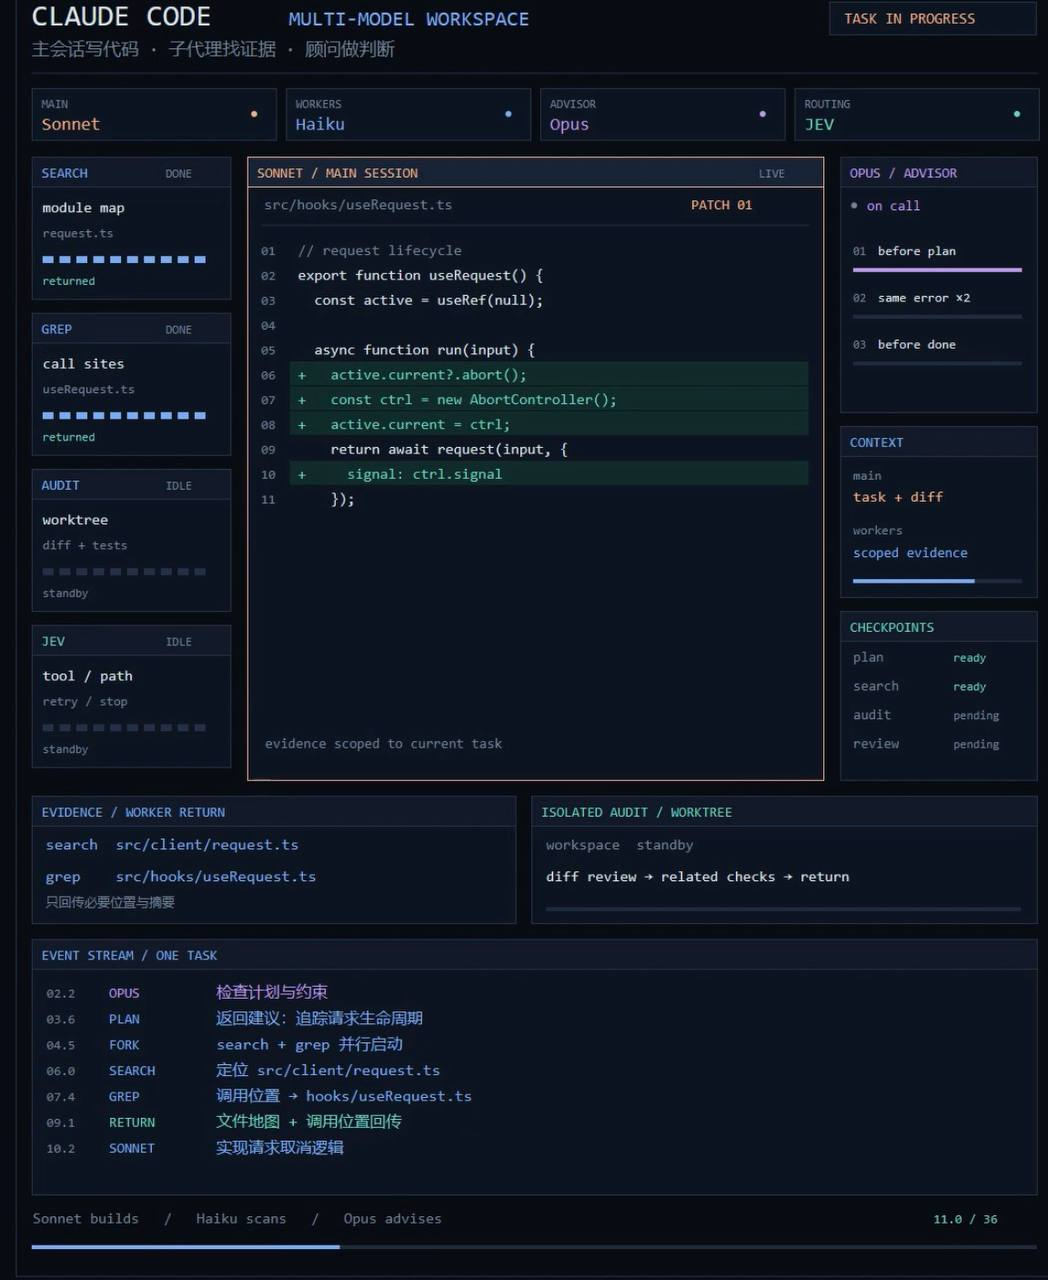 CLAUDE CODE MULTI-MODEL WORKSPACE TASK IN PROGRESS
主会话写代码 · 子代理找证据 · 顾问做判断
MAIN
Sonnet
WORKERS
Haiku
ADVISOR
Opus
ROUTING
JEV
SEARCH DONE
module map
request.ts
returned
GREP DONE
call sites
useRequest.ts
returned
AUDIT IDLE
worktree
diff + tests
standby
JEV IDLE
tool / path
retry / stop
standby
SONNET / MAIN SESSION LIVE
src/hooks/useRequest.ts PATCH 01
01 // request lifecycle
02 export function useRequest() {
03 const active = useRef(null);
04
05 async function run(input) {
06 + active.current?.abort();
07 + const ctrl = new AbortController();
08 + active.current = ctrl;
09 return await request(input, {
10 + signal: ctrl.signal
11 });
evidence scoped to current task
OPUS / ADVISOR
on call
01 before plan
02 same error ×2
03 before done
CONTEXT
main
task + diff
workers
scoped evidence
CHECKPOINTS
plan ready
search ready
audit pending
review pending
EVIDENCE / WORKER RETURN
search src/client/request.ts
grep src/hooks/useRequest.ts
只回传必要位置与摘要
ISOLATED AUDIT / WORKTREE
workspace standby
diff review → related checks → return
EVENT STREAM / ONE TASK
02.2 OPUS 检查计划与约束
03.6 PLAN 返回建议：追踪请求生命周期
04.5 FORK search + grep 并行启动
06.0 SEARCH 定位 src/client/request.ts
07.4 GREP 调用位置 → hooks/useRequest.ts
09.1 RETURN 文件地图 + 调用位置回传
10.2 SONNET 实现请求取消逻辑
Sonnet builds / Haiku scans / Opus advises 11.0 / 36